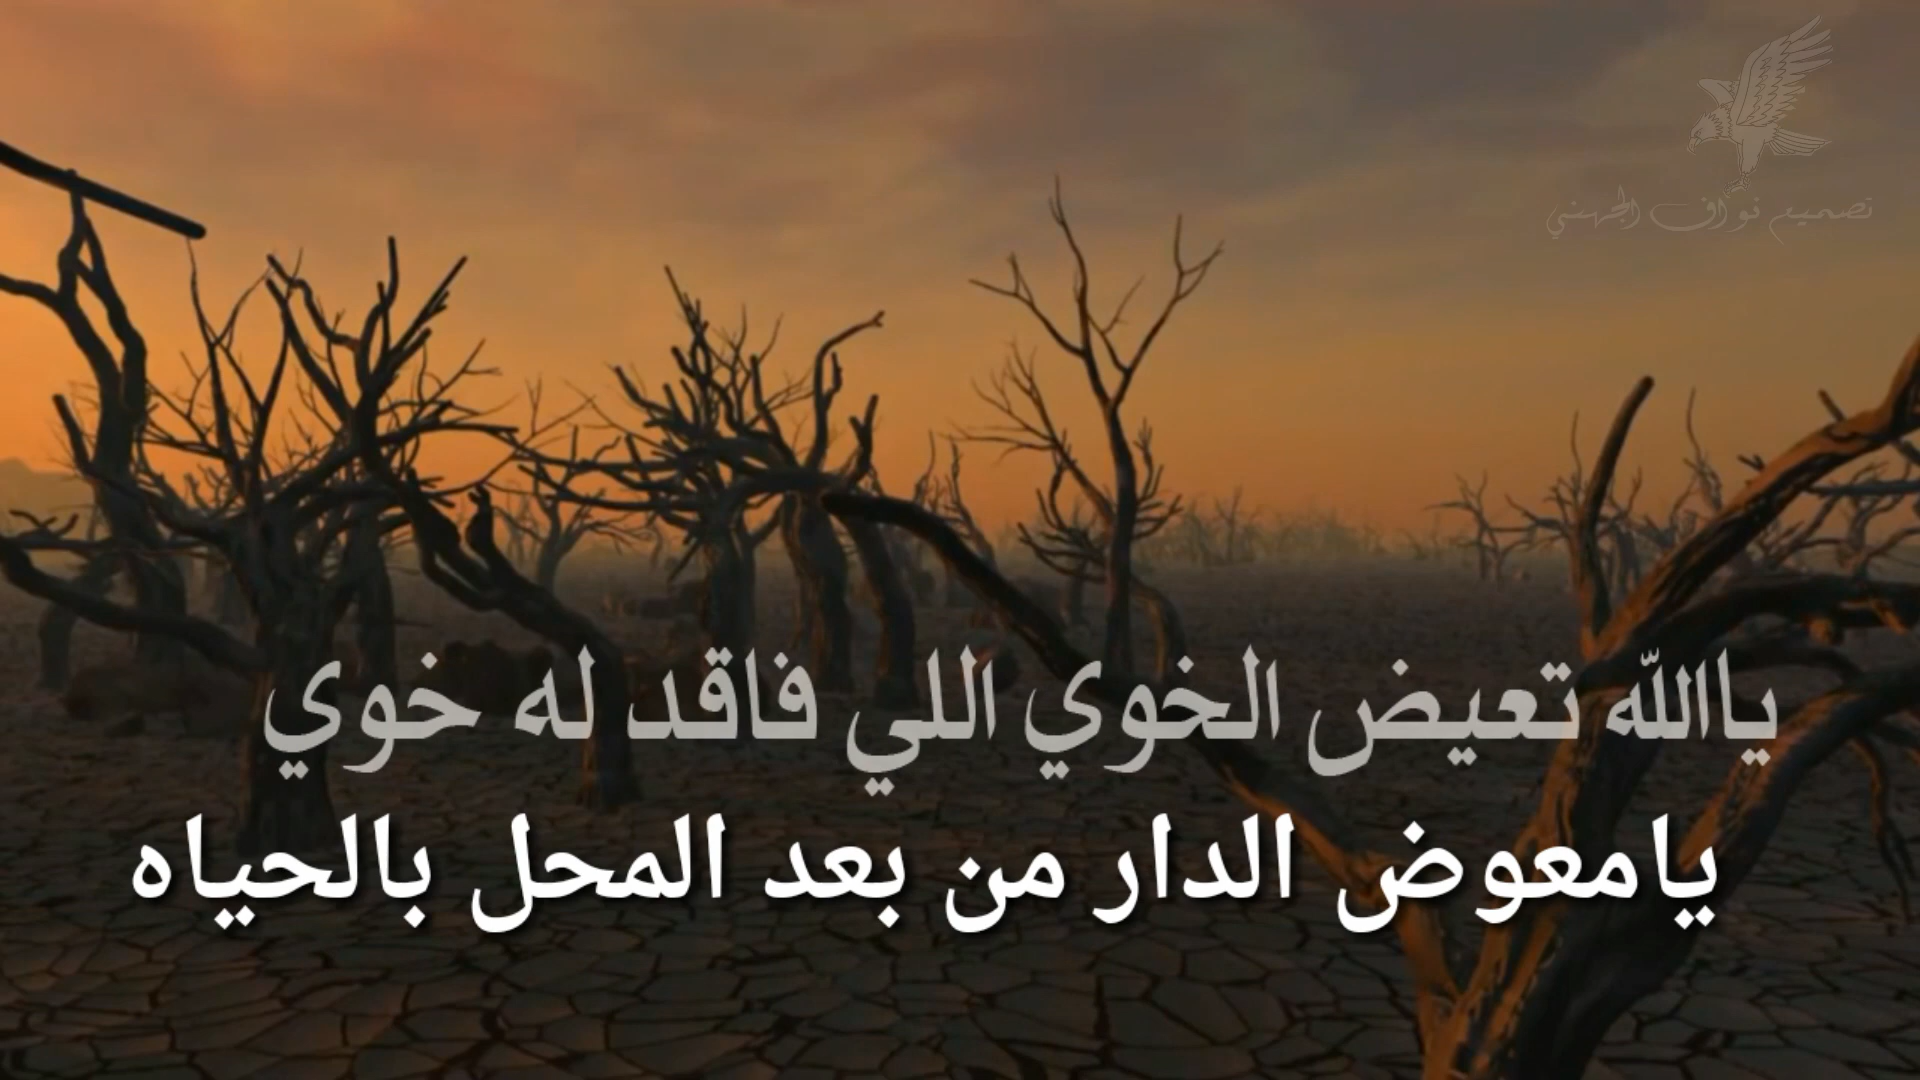 تصميم نواف الجهني
ياالله تعيض الخوي اللي فاقد له خوي
يامعوض الدار من بعد المحل بالحياه